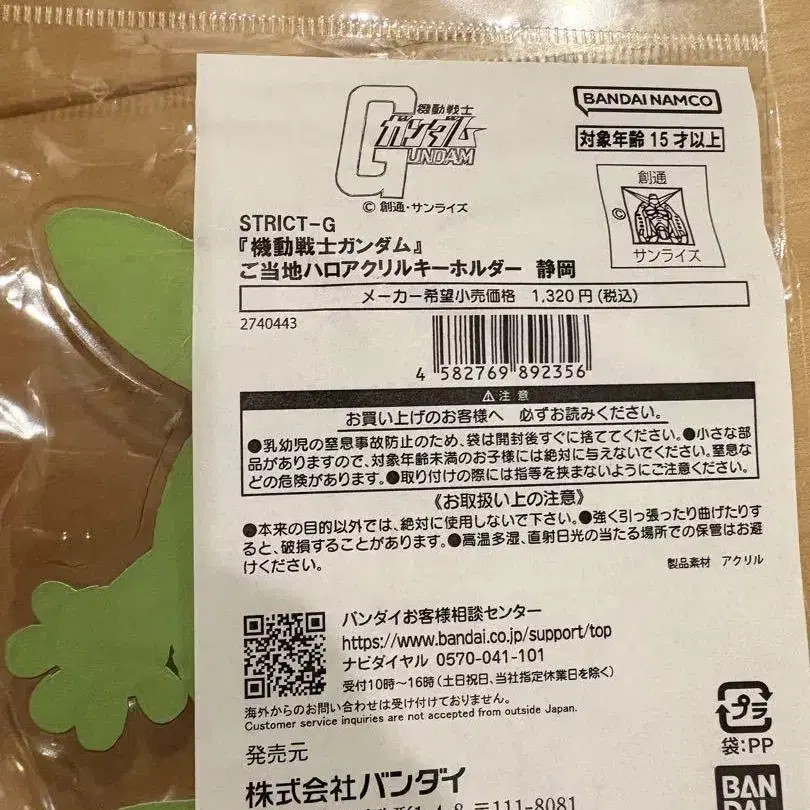 機動戦士
ガンダム
GUNDAM
© 創通・サンライズ
BANDAI NAMCO
対象年齢 15才以上
創通
©
サンライズ
STRICT-G
『機動戦士ガンダム』
ご当地ハロアクリルキーホルダー 静岡
メーカー希望小売価格 1,320円(税込)
2740443
4 582769 892356
⚠注意
お買い上げのお客様へ 必ずお読みください。
●乳幼児の窒息事故防止のため、袋は開封後すぐに捨ててください。●小さな部
品がありますので、対象年齢未満のお子様には絶対に与えないでください。窒息な
どの危険があります。●取り付けの際には指等を挟まないようにご注意ください。
《お取扱い上の注意》
●本来の目的以外では、絶対に使用しないで下さい。●強く引っ張ったり曲げたりす
ると、破損することがあります。●高温多湿、直射日光の当たる場所での保管はお避
けください。
製品素材 アクリル
バンダイお客様相談センター
https://www.bandai.co.jp/support/top
ナビダイヤル 0570-041-101
受付10時~16時(土日祝日、当社指定休業日を除く)
海外からのお問い合わせは受け付けておりません。
Customer service inquiries are not accepted from outside Japan.
プラ
袋:PP
発売元
株式会社バンダイ
〒111-8081
BAN
DAI